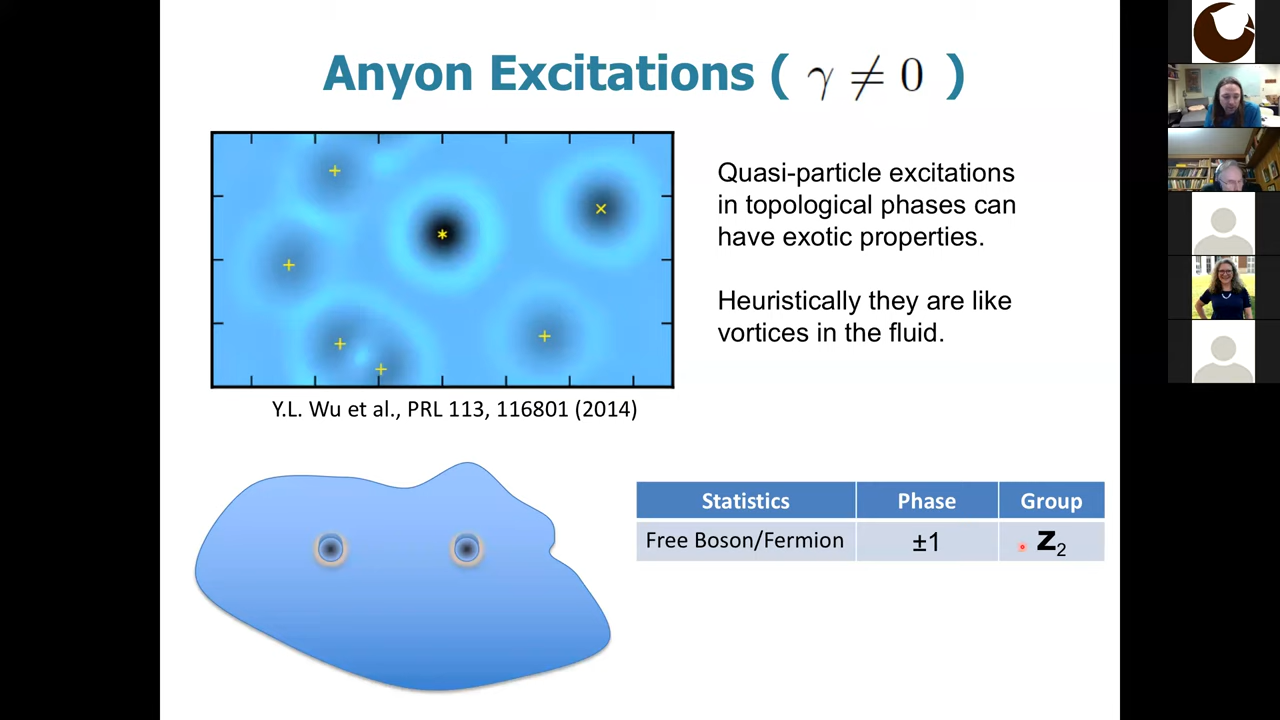 Anyon Excitations ( γ ≠ 0 )
Quasi-particle excitations
in topological phases can
have exotic properties.
Heuristically they are like
vortices in the fluid.
Y.L. Wu et al., PRL 113, 116801 (2014)
Statistics Phase Group
Free Boson/Fermion ±1 Z₂